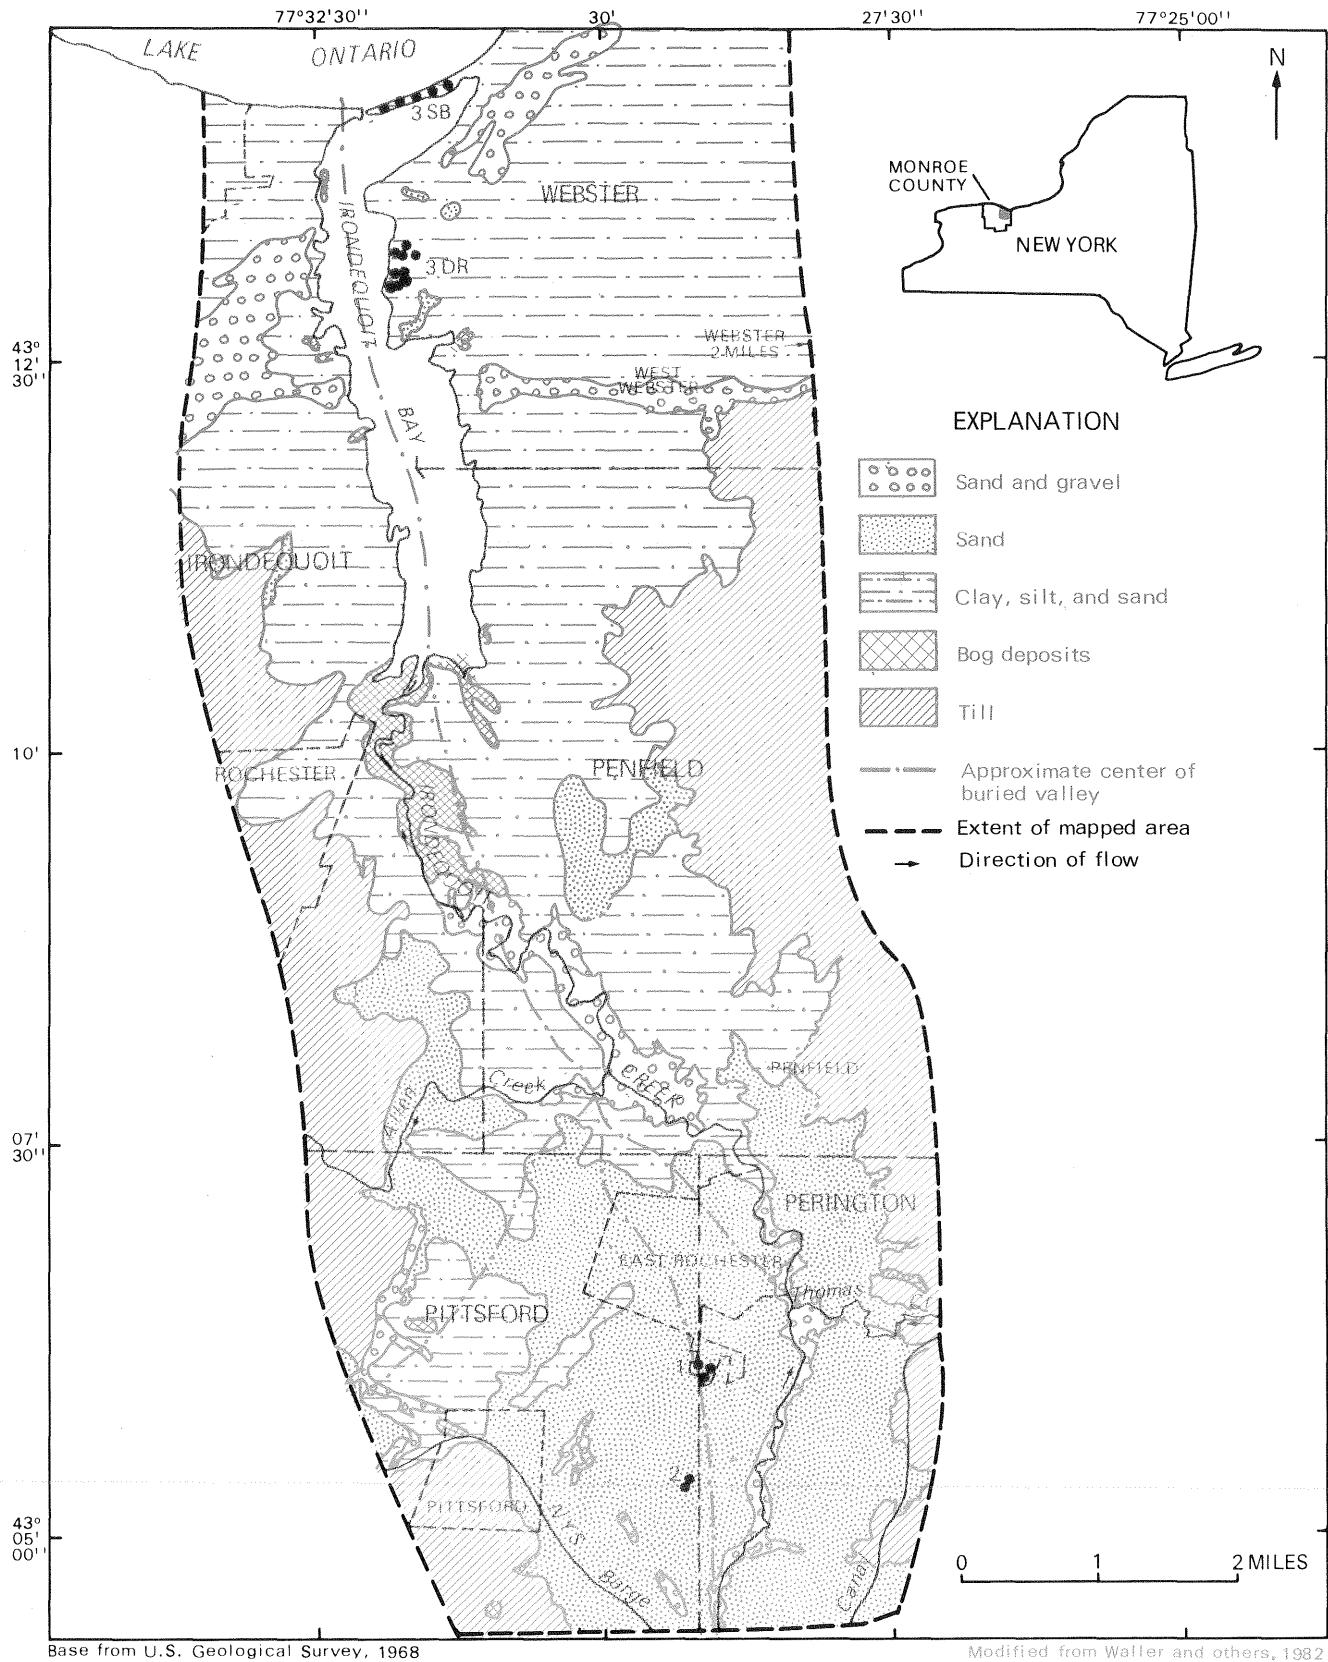 77°32'30"
30'
27'30"
77°25'00"
LAKE ONTARIO
N
3 SB
MONROE
COUNTY
WEBSTER
NEW YORK
IRONDEQUOIT
3 DR
WEBSTER
2 MILES
43°
12'
30"
WEST
WEBSTER
BAY
EXPLANATION
Sand and gravel
Sand
IRONDEQUOIT
Clay, silt, and sand
Bog deposits
Till
10'
ROCHESTER
PENFIELD
Approximate center of
buried valley
Extent of mapped area
Direction of flow
PENFIELD
CREEK
Creek
07'
30"
PERINTON
EAST ROCHESTER
Thomas
Cr
PITTSFORD
1
2
PITTSFORD
NYS
Barge
Canal
43°
05'
00"
0 1 2 MILES
Base from U.S. Geological Survey, 1968
Modified from Waller and others, 1982